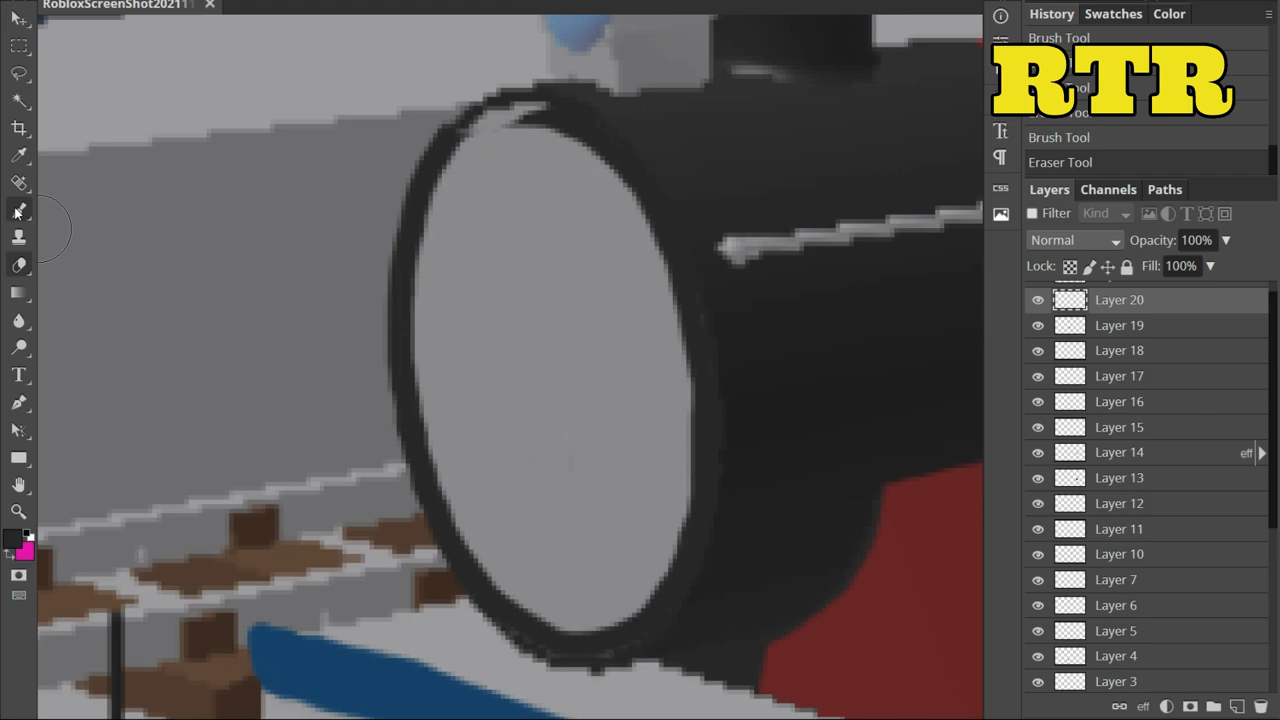 RobloxScreenShot20211
History
Swatches
Color
Brush Tool
RTR
Brush Tool
Eraser Tool
Layers
Channels
Paths
Filter
Kind
Normal
Opacity:
100%
Lock:
Fill:
100%
CSS
Layer 20
Layer 19
Layer 18
Layer 17
Layer 16
Layer 15
Layer 14
eff
Layer 13
Layer 12
Layer 11
Layer 10
Layer 7
Layer 6
Layer 5
Layer 4
Layer 3
eff